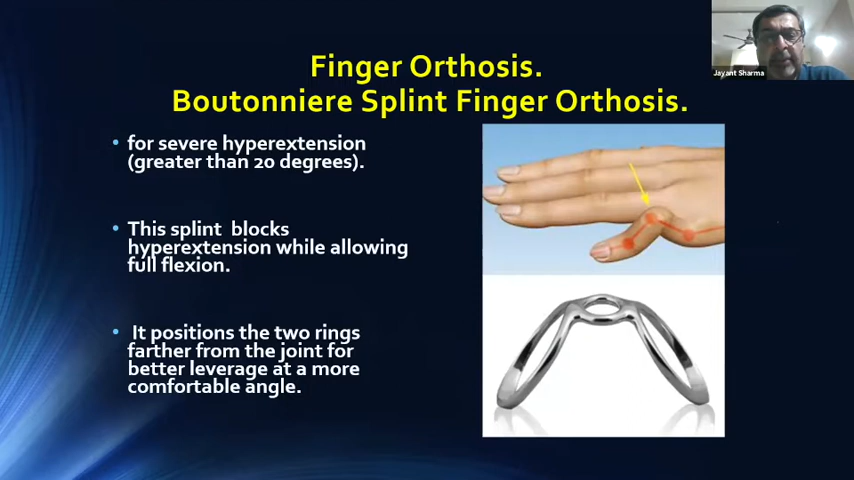 Jayant Sharma
Finger Orthosis.
Boutonniere Splint Finger Orthosis.
• for severe hyperextension
(greater than 20 degrees).
• This splint blocks
hyperextension while allowing
full flexion.
• It positions the two rings
farther from the joint for
better leverage at a more
comfortable angle.